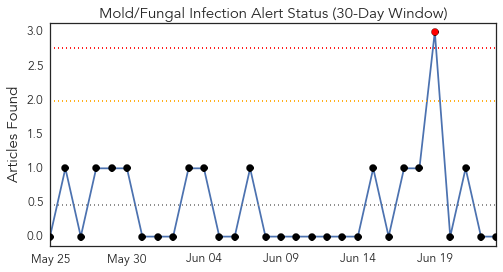 Mold/Fungal Infection Alert Status (30-Day Window)
Articles Found
3.0
2.5
2.0
1.5
1.0
0.5
0.0
May 25 May 30 Jun 04 Jun 09 Jun 14 Jun 19